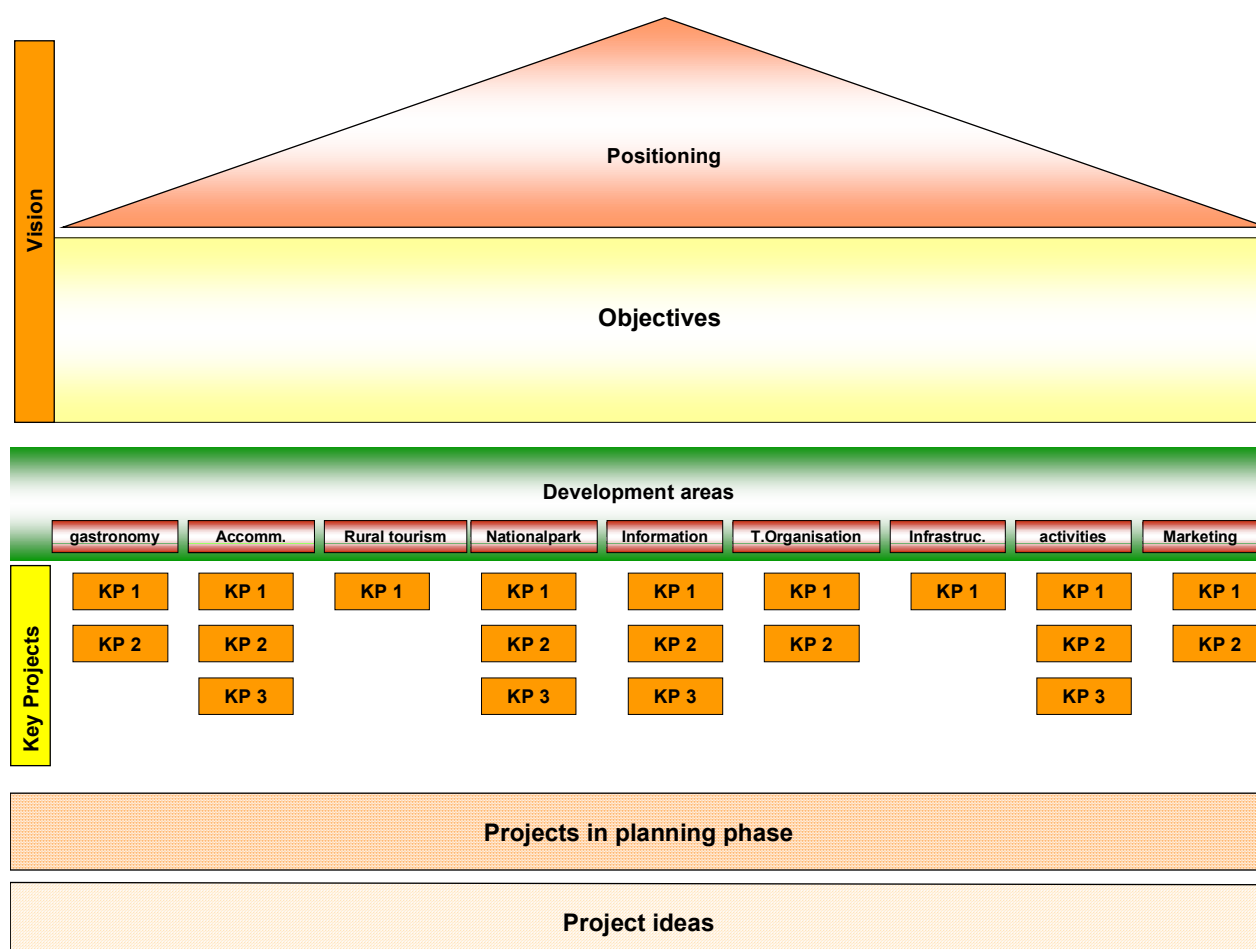 Vision
Positioning
Objectives
Development areas
gastronomy Accomm. Rural tourism Nationalpark Information T.Organisation Infrastruc. activities Marketing
Key Projects
KP 1 KP 1 KP 1 KP 1 KP 1 KP 1 KP 1 KP 1 KP 1
KP 2 KP 2 KP 2 KP 2 KP 2 KP 2 KP 2
KP 3 KP 3 KP 3 KP 3
Projects in planning phase
Project ideas